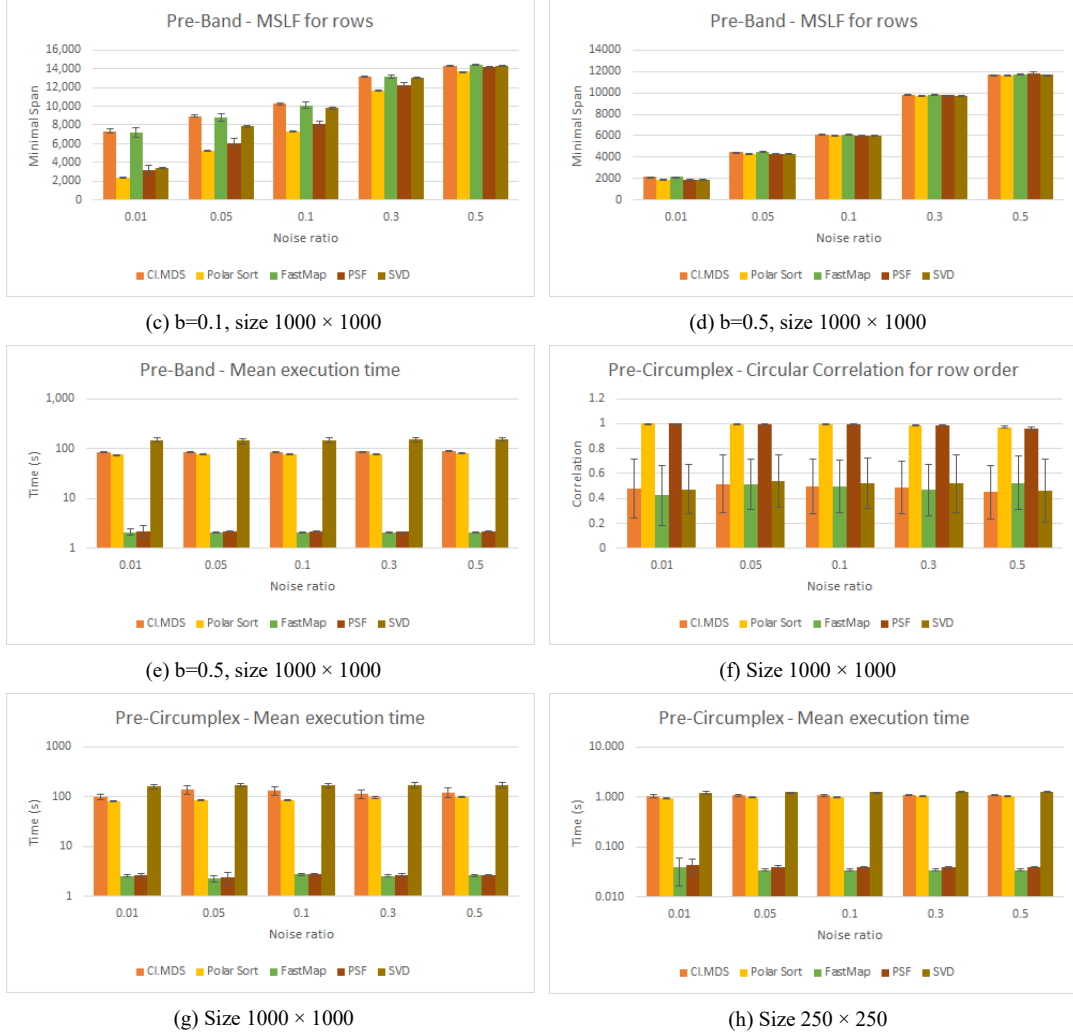 Pre-Band - MSLF for rows
16,000
14,000
12,000
10,000
8,000
6,000
4,000
2,000
0
Minimal Span
0.01 0.05 0.1 0.3 0.5
Noise ratio
Cl.MDS Polar Sort FastMap PSF SVD
(c) b=0.1, size 1000 × 1000
Pre-Band - MSLF for rows
14000
12000
10000
8000
6000
4000
2000
0
Minimal Span
0.01 0.05 0.1 0.3 0.5
Noise ratio
Cl.MDS Polar Sort FastMap PSF SVD
(d) b=0.5, size 1000 × 1000
Pre-Band - Mean execution time
1,000
100
10
1
Time (s)
0.01 0.05 0.1 0.3 0.5
Noise ratio
Cl.MDS Polar Sort FastMap PSF SVD
(e) b=0.5, size 1000 × 1000
Pre-Circumplex - Circular Correlation for row order
1.2
1
0.8
0.6
0.4
0.2
0
Correlation
0.01 0.05 0.1 0.3 0.5
Noise ratio
Cl.MDS Polar Sort FastMap PSF SVD
(f) Size 1000 × 1000
Pre-Circumplex - Mean execution time
1000
100
10
1
Time (s)
0.01 0.05 0.1 0.3 0.5
Noise ratio
Cl.MDS Polar Sort FastMap PSF SVD
(g) Size 1000 × 1000
Pre-Circumplex - Mean execution time
10.000
1.000
0.100
0.010
Time (s)
0.01 0.05 0.1 0.3 0.5
Noise ratio
Cl.MDS Polar Sort FastMap PSF SVD
(h) Size 250 × 250